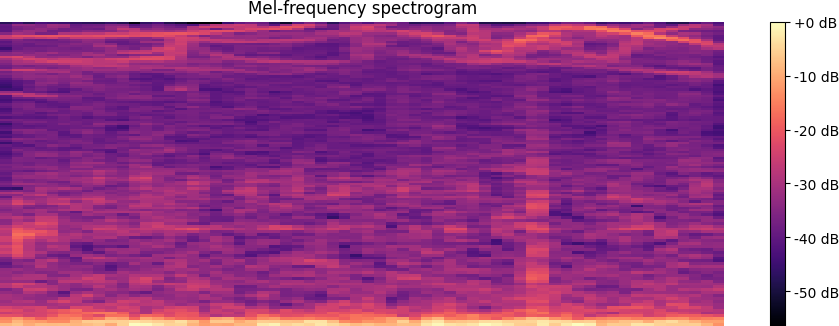 Mel-frequency spectrogram
+0 dB
-10 dB
-20 dB
-30 dB
-40 dB
-50 dB